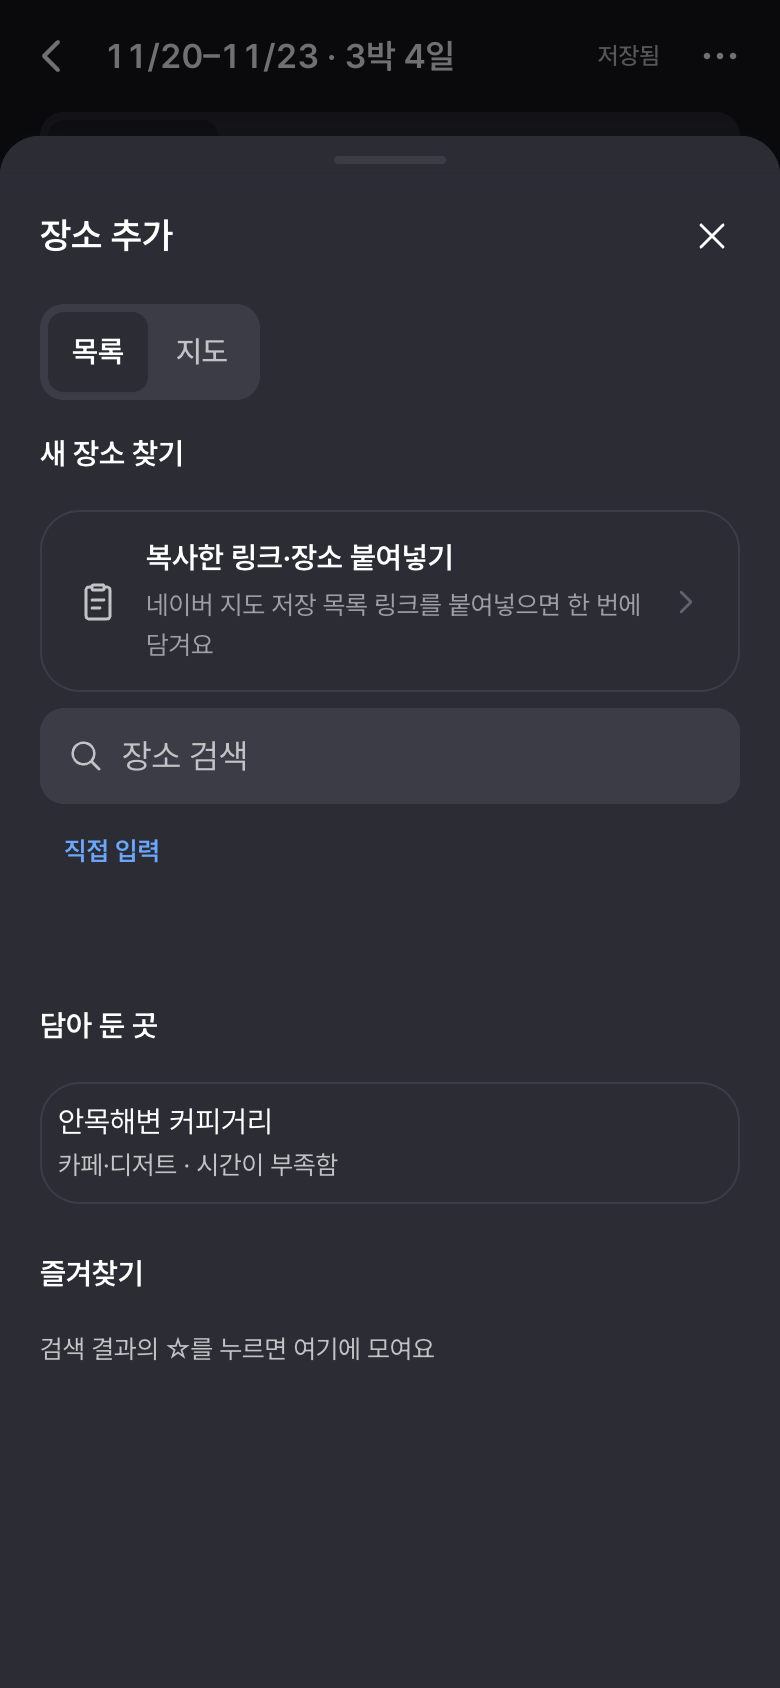 11/20–11/23 · 3박 4일
저장됨
장소 추가
목록
지도
새 장소 찾기
복사한 링크·장소 붙여넣기
네이버 지도 저장 목록 링크를 붙여넣으면 한 번에
담겨요
장소 검색
직접 입력
담아 둔 곳
안목해변 커피거리
카페·디저트 · 시간이 부족함
즐겨찾기
검색 결과의 ☆를 누르면 여기에 모여요